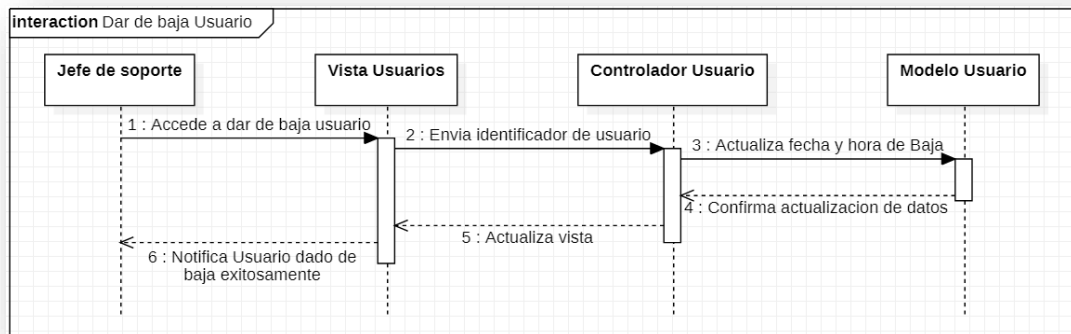 interaction Dar de baja Usuario
Jefe de soporte
Vista Usuarios
Controlador Usuario
Modelo Usuario
1 : Accede a dar de baja usuario
2 : Envia identificador de usuario
3 : Actualiza fecha y hora de Baja
4 : Confirma actualizacion de datos
5 : Actualiza vista
6 : Notifica Usuario dado de
baja exitosamente